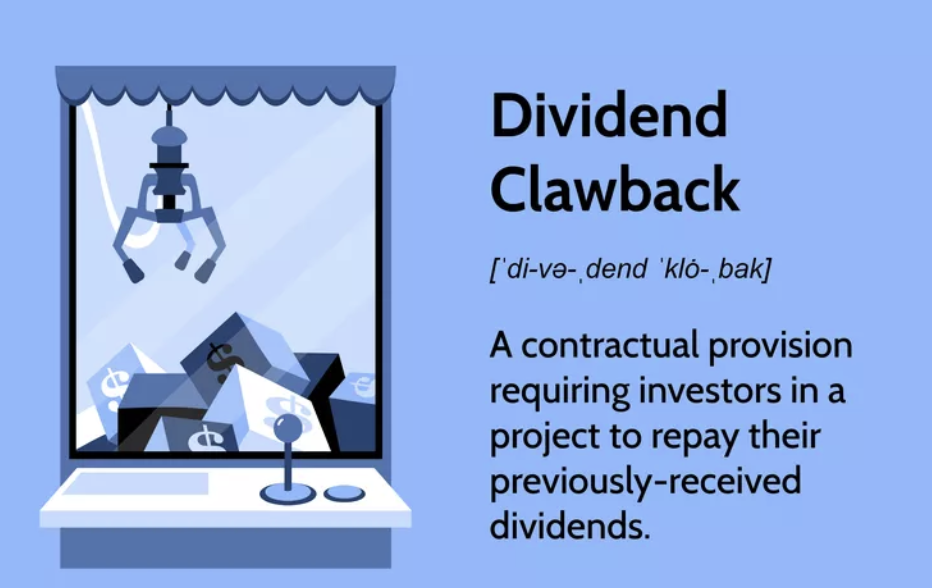 Dividend
Clawback
[ˈdi-və-ˌdend ˈklȯ-ˌbak]
A contractual provision
requiring investors in a
project to repay their
previously-received
dividends.
$
$
$
$
$